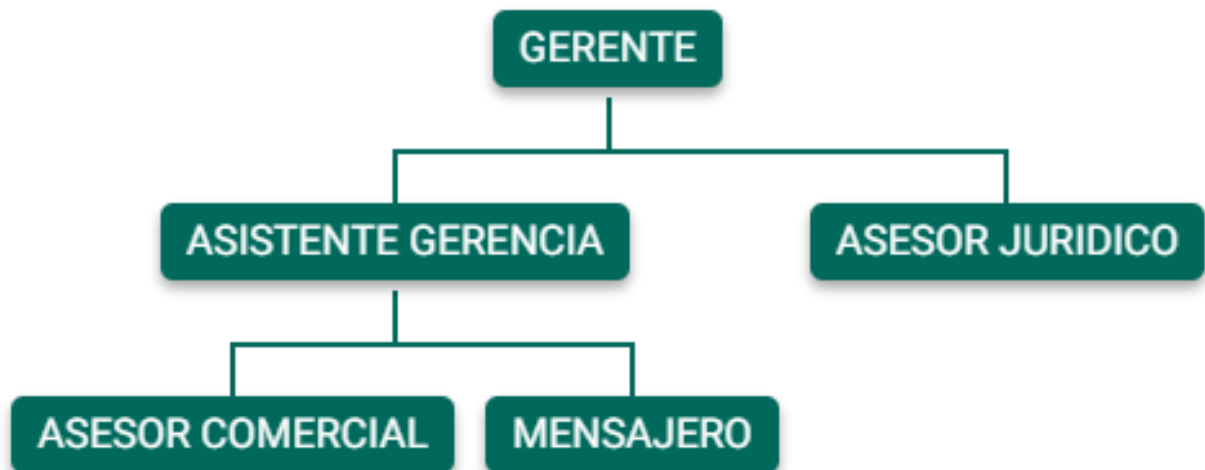 GERENTE
ASISTENTE GERENCIA
ASESOR JURIDICO
ASESOR COMERCIAL
MENSAJERO